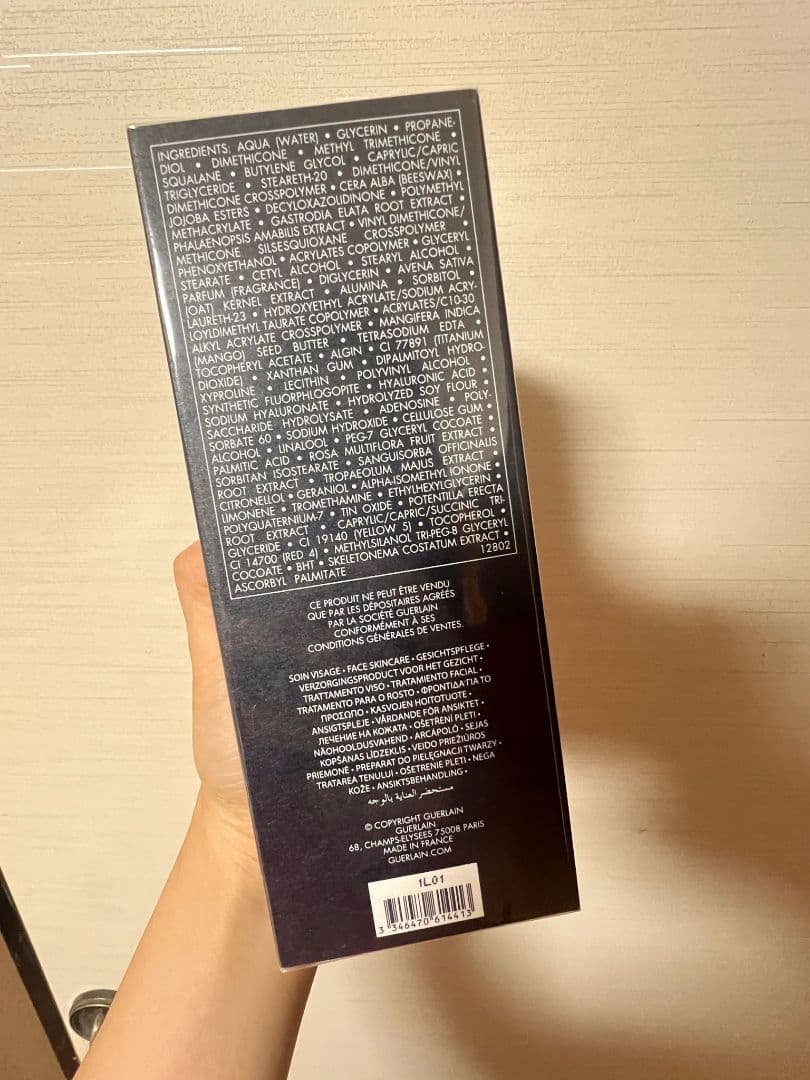 INGREDIENTS: AQUA (WATER) • GLYCERIN • PROPANE-
DIOL • DIMETHICONE • METHYL TRIMETHICONE •
SQUALANE • BUTYLENE GLYCOL • CAPRYLIC/CAPRIC
TRIGLYCERIDE • STEARETH-20 • DIMETHICONE/VINYL
DIMETHICONE CROSSPOLYMER • CERA ALBA (BEESWAX) •
JOJOBA ESTERS • DECYLOXAZOLIDINONE • POLYMETHYL
METHACRYLATE • GASTRODIA ELATA ROOT EXTRACT •
PHALAENOPSIS AMABILIS EXTRACT • VINYL DIMETHICONE/
METHICONE SILSESQUIOXANE CROSSPOLYMER •
PHENOXYETHANOL • ACRYLATES COPOLYMER • GLYCERYL
STEARATE • CETYL ALCOHOL • STEARYL ALCOHOL •
PARFUM (FRAGRANCE) • DIGLYCERIN • AVENA SATIVA
(OAT) KERNEL EXTRACT • ALUMINA • SORBITOL •
LAURETH-23 • HYDROXYETHYL ACRYLATE/SODIUM ACRY-
LOYLDIMETHYL TAURATE COPOLYMER • ACRYLATES/C10-30
ALKYL ACRYLATE CROSSPOLYMER • MANGIFERA INDICA
(MANGO) SEED BUTTER • TETRASODIUM EDTA •
TOCOPHERYL ACETATE • ALGIN • CI 77891 (TITANIUM
DIOXIDE) • XANTHAN GUM • DIPALMITOYL HYDRO-
XYPROLINE • LECITHIN • POLYVINYL ALCOHOL •
SYNTHETIC FLUORPHLOGOPITE • HYALURONIC ACID •
SODIUM HYALURONATE • HYDROLYZED SOY FLOUR •
SACCHARIDE HYDROLYSATE • ADENOSINE • POLY-
SORBATE 60 • SODIUM HYDROXIDE • CELLULOSE GUM •
ALCOHOL • LINALOOL • PEG-7 GLYCERYL COCOATE •
PALMITIC ACID • ROSA MULTIFLORA FRUIT EXTRACT •
SORBITAN ISOSTEARATE • SANGUISORBA OFFICINALIS
ROOT EXTRACT • TROPAEOLUM MAJUS EXTRACT •
CITRONELLOL • GERANIOL • ALPHA-ISOMETHYL IONONE •
LIMONENE • TROMETHAMINE • ETHYLHEXYLGLYCERIN •
POLYQUATERNIUM-7 • TIN OXIDE • POTENTILLA ERECTA
ROOT EXTRACT • CAPRYLIC/CAPRIC/SUCCINIC TRI-
GLYCERIDE • CI 19140 (YELLOW 5) • TOCOPHEROL •
CI 14700 (RED 4) • METHYLSILANOL TRI-PEG-8 GLYCERYL
COCOATE • BHT • SKELETONEMA COSTATUM EXTRACT •
ASCORBYL PALMITATE 12802
CE PRODUIT NE PEUT ÊTRE VENDU
QUE PAR LES DÉPOSITAIRES AGRÉÉS
PAR LA SOCIÉTÉ GUERLAIN
CONFORMÉMENT À SES
CONDITIONS GÉNÉRALES DE VENTES.
SOIN VISAGE • FACE SKINCARE • GESICHTSPFLEGE •
VERZORGINGSPRODUCT VOOR HET GEZICHT •
TRATTAMENTO VISO • TRATAMIENTO FACIAL •
TRATAMENTO PARA O ROSTO • ΦΡΟΝΤΙΔΑ ΓΙΑ ΤΟ
ΠΡΟΣΩΠΟ • KASVOJEN HOITOTUOTE •
ANSIGTSPLEJE • VÅRDANDE FÖR ANSIKTET •
ЛЕЧЕНИЕ НА КОЖАТА • OŠETŘENÍ PLETI •
NÄOHOOLDUSVAHEND • ARCÁPOLÓ • SEJAS
KOPŠANAS LĪDZEKLIS • VEIDO PRIEŽIŪROS
PRIEMONĖ • PREPARAT DO PIELĘGNACJI TWARZY •
TRATAREA TENULUI • OŠETRENIE PLETI • NEGA
KOŽE • ANSIKTSBEHANDLING •
مستحضر العناية بالوجه
© COPYRIGHT GUERLAIN
GUERLAIN
68, CHAMPS-ELYSEES 75008 PARIS
MADE IN FRANCE
GUERLAIN.COM
1L01
3 346470 614413